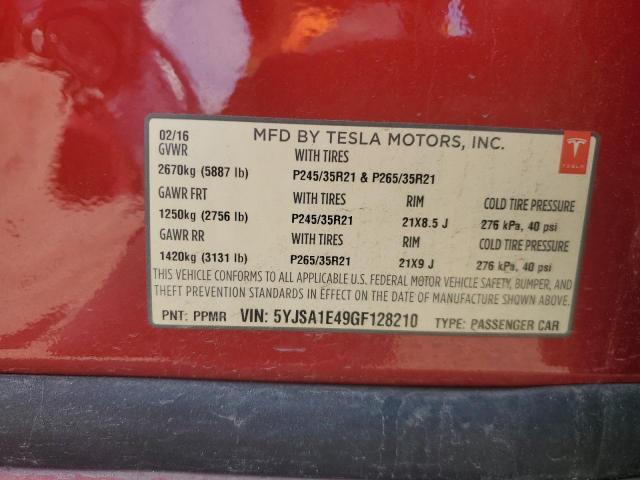 02/16 MFD BY TESLA MOTORS, INC.
GVWR WITH TIRES
2670kg (5887 lb) P245/35R21 & P265/35R21
GAWR FRT WITH TIRES RIM COLD TIRE PRESSURE
1250kg (2756 lb) P245/35R21 21X8.5 J 276 kPa, 40 psi
GAWR RR WITH TIRES RIM COLD TIRE PRESSURE
1420kg (3131 lb) P265/35R21 21X9 J 276 kPa, 40 psi
THIS VEHICLE CONFORMS TO ALL APPLICABLE U.S. FEDERAL MOTOR VEHICLE SAFETY, BUMPER, AND
THEFT PREVENTION STANDARDS IN EFFECT ON THE DATE OF MANUFACTURE SHOWN ABOVE.
PNT: PPMR VIN: 5YJSA1E49GF128210 TYPE: PASSENGER CAR
TESLA